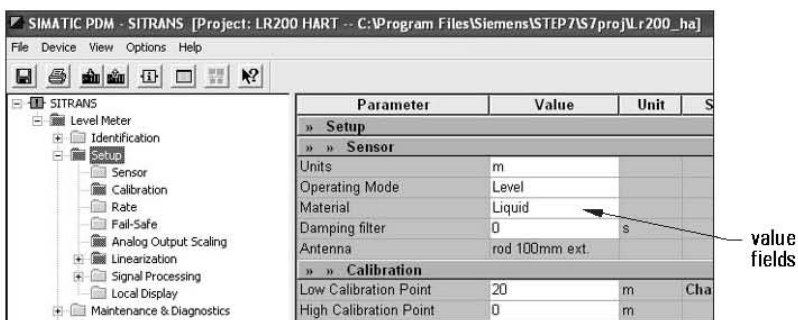 SIMATIC PDM - SITRANS [Project: LR200 HART -- C:\Program Files\Siemens\STEP7\S7proj\Lr200_ha]
File Device View Options Help
SITRANS
Level Meter
Identification
Setup
Sensor
Calibration
Rate
Fail-Safe
Analog Output Scaling
Linearization
Signal Processing
Local Display
Maintenance & Diagnostics
Parameter Value Unit S
» Setup
» » Sensor
Units m
Operating Mode Level
Material Liquid
Damping filter 0 s
Antenna rod 100mm ext.
» » Calibration
Low Calibration Point 20 m Cha
High Calibration Point 0 m
value
fields